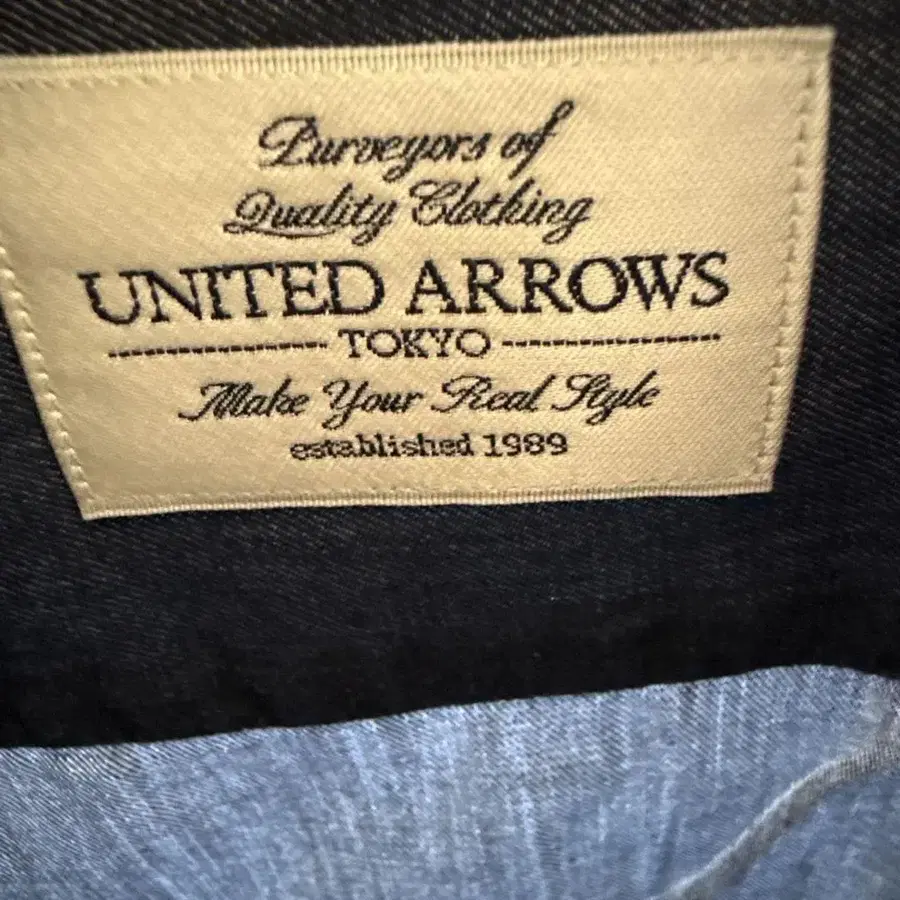 Purveyors of
Quality Clothing
UNITED ARROWS
TOKYO
Make Your Real Style
established 1989